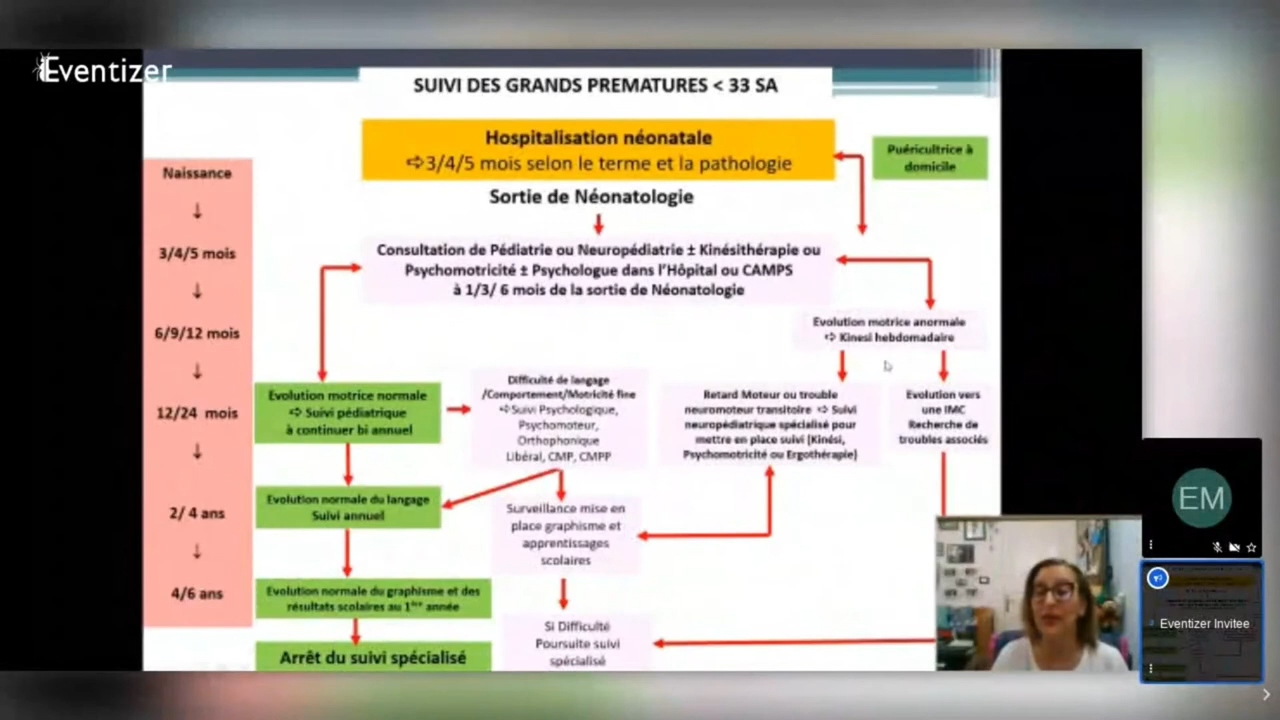 Eventizer
SUIVI DES GRANDS PREMATURES < 33 SA
Hospitalisation néonatale
⇨3/4/5 mois selon le terme et la pathologie
Puéricultrice à
domicile
Sortie de Néonatologie
Consultation de Pédiatrie ou Neuropédiatrie ± Kinésithérapie ou
Psychomotricité ± Psychologue dans l'Hôpital ou CAMPS
à 1/3/ 6 mois de la sortie de Néonatologie
Naissance
↓
3/4/5 mois
↓
6/9/12 mois
↓
12/24 mois
↓
2/ 4 ans
↓
4/6 ans
Evolution motrice anormale
⇨ Kinesi hebdomadaire
Evolution motrice normale
⇨ Suivi pédiatrique
à continuer bi annuel
Difficulté de langage
/Comportement/Motricité fine
⇨Suivi Psychologique,
Psychomoteur,
Orthophonique
Libéral, CMP, CMPP
Retard Moteur ou trouble
neuromoteur transitoire ⇨ Suivi
neuropédiatrique spécialisé pour
mettre en place suivi (Kinési,
Psychomotricité ou Ergothérapie)
Evolution vers
une IMC
Recherche de
troubles associés
Evolution normale du langage
Suivi annuel
Surveillance mise en
place graphisme et
apprentissages
scolaires
Evolution normale du graphisme et des
résultats scolaires au 1ère année
Si Difficulté
Poursuite suivi
spécialisé
Arrêt du suivi spécialisé
EM
Eventizer Invitee